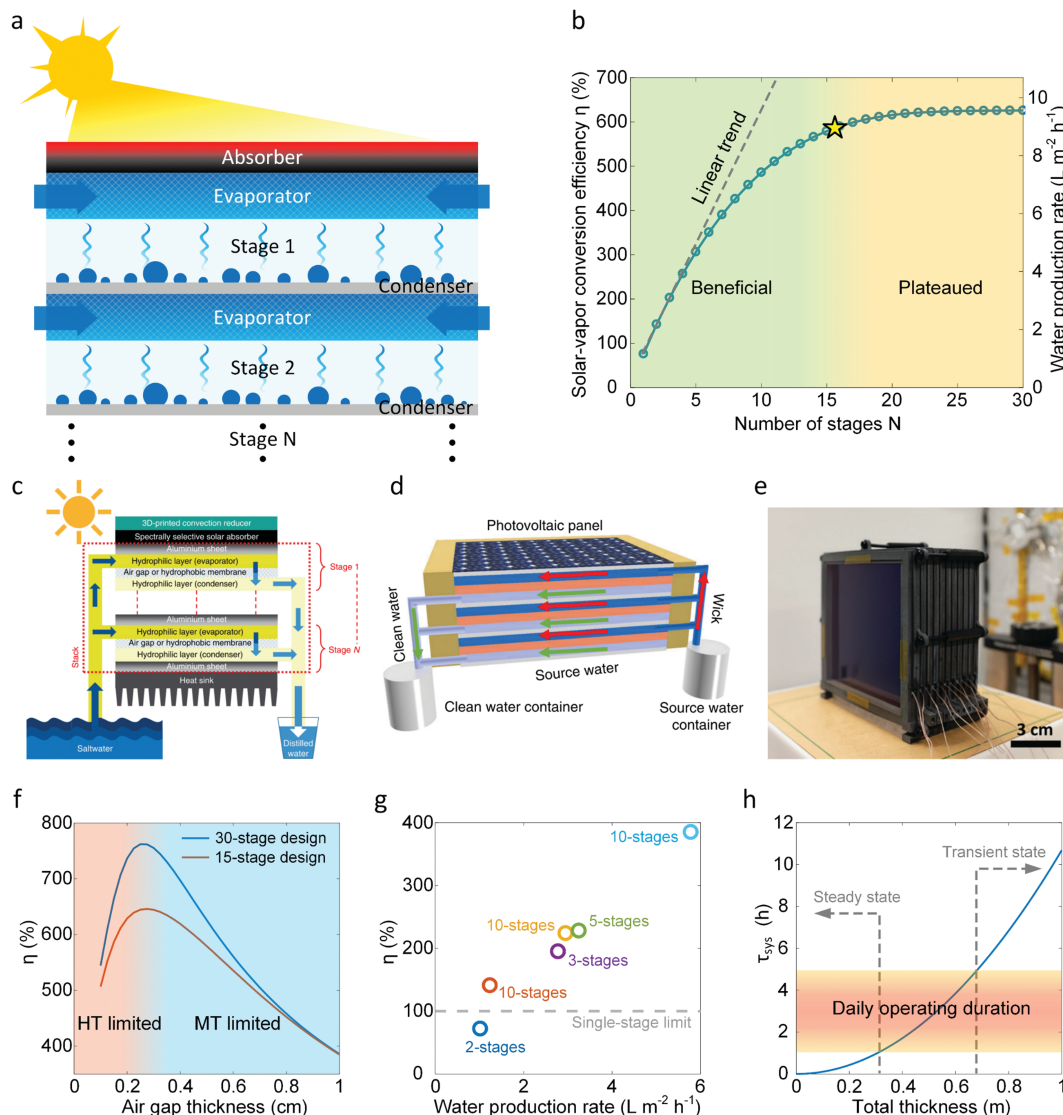 a
Absorber
Evaporator
Stage 1
Condenser
Evaporator
Stage 2
Condenser
Stage N
b
Solar-vapor conversion efficiency η (%)
700
600
500
400
300
200
100
0
Linear trend
Beneficial
Plateaued
10
8
6
4
2
0
Water production rate (L m⁻² h⁻¹)
0 5 10 15 20 25 30
Number of stages N
c
3D-printed convection reducer
Spectrally selective solar absorber
Aluminium sheet
Hydrophilic layer (evaporator)
Air gap or hydrophobic membrane
Hydrophilic layer (condenser)
Stage 1
Aluminium sheet
Hydrophilic layer (evaporator)
Air gap or hydrophobic membrane
Hydrophilic layer (condenser)
Aluminium sheet
Stage N
Stack
Heat sink
Saltwater
Distilled
water
d
Photovoltaic panel
Clean water
Wick
Source water
Clean water container
Source water
container
e
3 cm
f
η (%)
800
700
600
500
400
30-stage design
15-stage design
HT limited
MT limited
0 0.2 0.4 0.6 0.8 1
Air gap thickness (cm)
g
η (%)
400
300
200
100
0
10-stages
10-stages
5-stages
3-stages
10-stages
Single-stage limit
2-stages
0 2 4 6
Water production rate (L m⁻² h⁻¹)
h
τsys (h)
12
10
8
6
4
2
0
Transient state
Steady state
Daily operating duration
0 0.2 0.4 0.6 0.8 1
Total thickness (m)